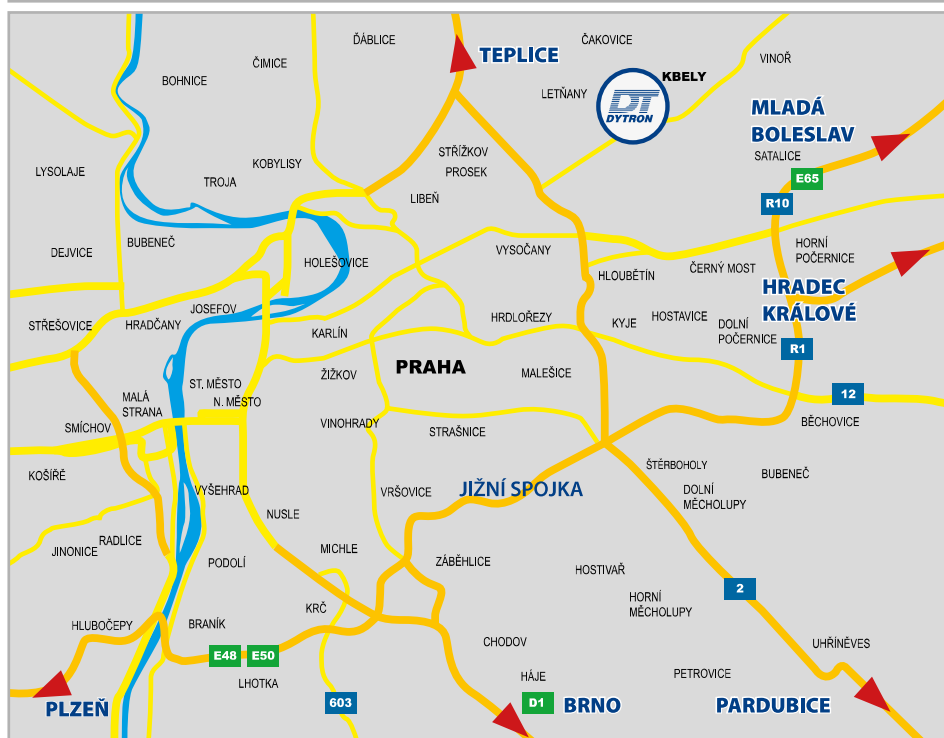 ĎÁBLICE
ČAKOVICE
TEPLICE
VINOŘ
ČIMICE
KBELY
BOHNICE
LETŇANY
DT
DYTRON
MLADÁ
BOLESLAV
STŘÍŽKOV
SATALICE
KOBYLISY
PROSEK
LYSOLAJE
TROJA
E65
LIBEŇ
R10
BUBENEČ
DEJVICE
VYSOČANY
HORNÍ
POČERNICE
HOLEŠOVICE
ČERNÝ MOST
HLOUBĚTÍN
HRADEC
KRÁLOVÉ
JOSEFOV
HRDLOŘEZY
HOSTAVICE
STŘEŠOVICE
HRADČANY
KARLÍN
KYJE
DOLNÍ
POČERNICE
R1
PRAHA
ŽIŽKOV
MALEŠICE
ST. MĚSTO
MALÁ
STRANA
N. MĚSTO
12
VINOHRADY
BĚCHOVICE
SMÍCHOV
STRAŠNICE
ŠTĚRBOHOLY
KOŠÍŘE
BUBENEČ
VYŠEHRAD
VRŠOVICE
JIŽNÍ SPOJKA
DOLNÍ
MĚCHOLUPY
NUSLE
RADLICE
JINONICE
MICHLE
PODOLÍ
ZÁBĚHLICE
HOSTIVAŘ
2
HORNÍ
MĚCHOLUPY
KRČ
HLUBOČEPY
BRANÍK
CHODOV
UHŘÍNĚVES
E48
E50
LHOTKA
HÁJE
PETROVICE
PLZEŇ
603
D1
BRNO
PARDUBICE